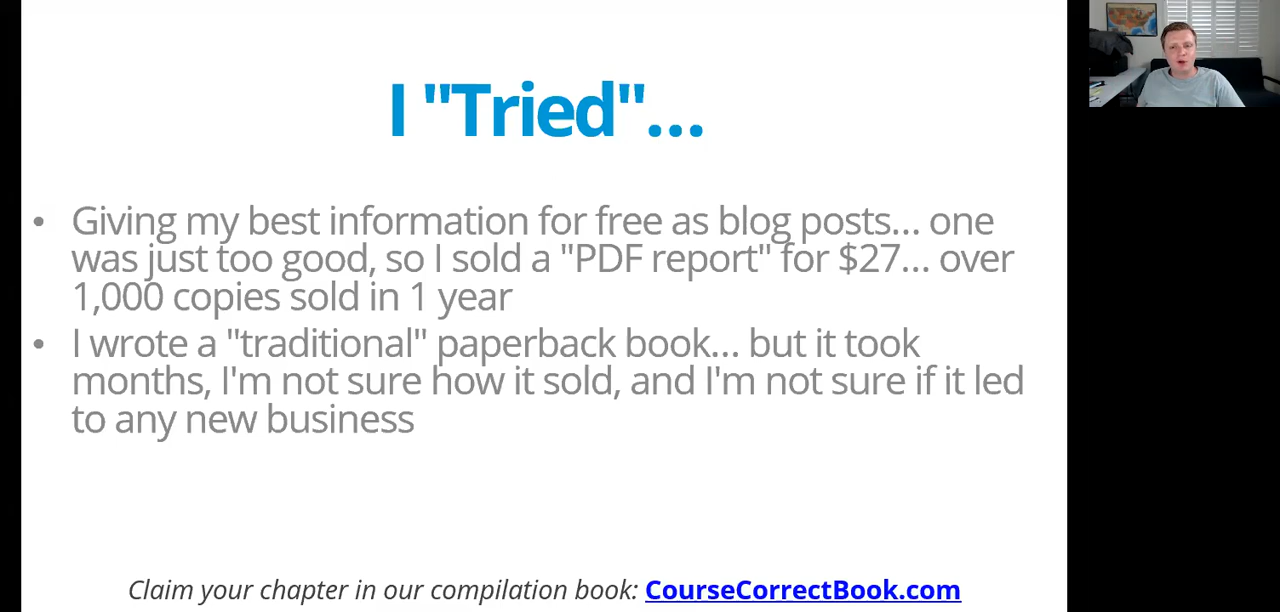 I "Tried"...
• Giving my best information for free as blog posts... one
was just too good, so I sold a "PDF report" for $27... over
1,000 copies sold in 1 year
• I wrote a "traditional" paperback book... but it took
months, I'm not sure how it sold, and I'm not sure if it led
to any new business
Claim your chapter in our compilation book: CourseCorrectBook.com